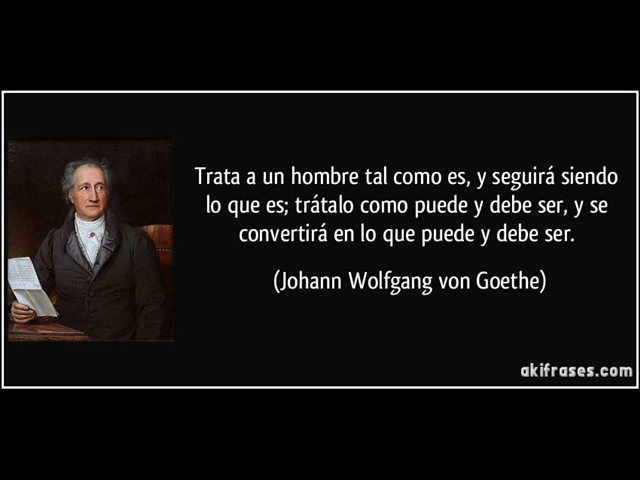 Trata a un hombre tal como es, y seguirá siendo
lo que es; trátalo como puede y debe ser, y se
convertirá en lo que puede y debe ser.
(Johann Wolfgang von Goethe)
akifrases.com